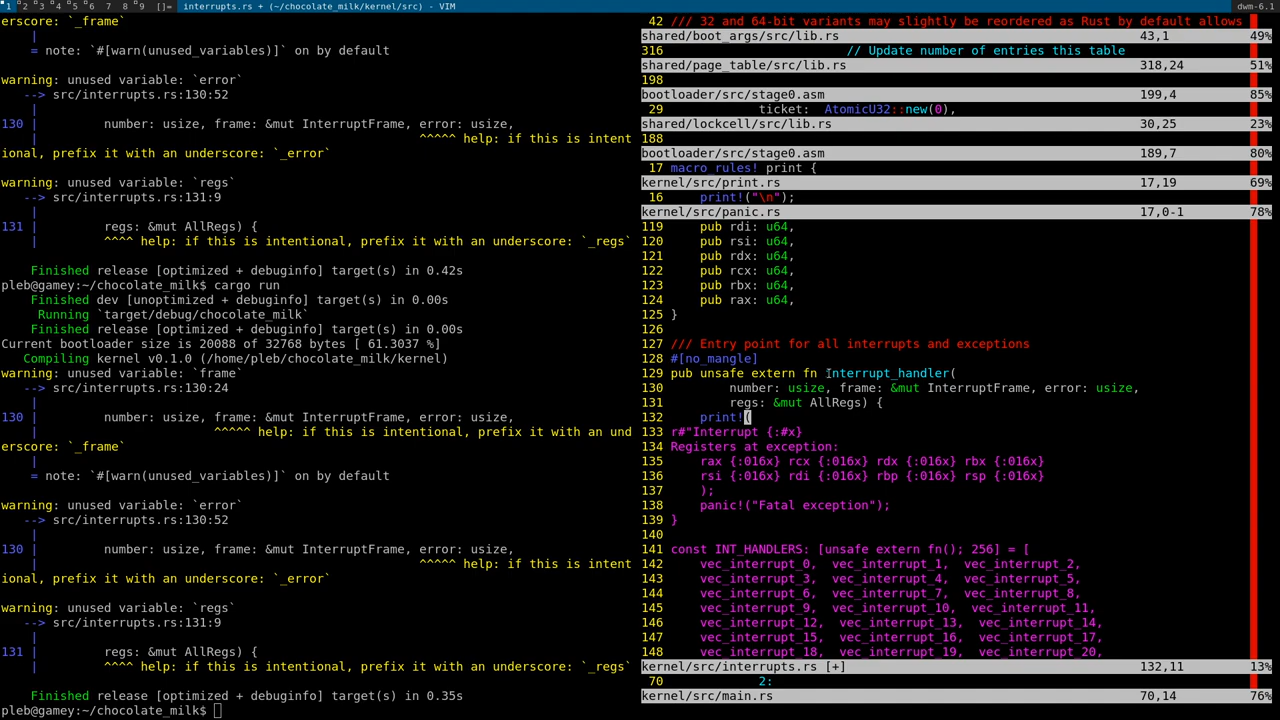 1 2 3 4 5 6 7 8 9 []= interrupts.rs + (~/chocolate_milk/kernel/src) - VIM dwm-6.1
erscore: `_frame`
|
= note: `#[warn(unused_variables)]` on by default
warning: unused variable: `error`
--> src/interrupts.rs:130:52
|
130 | number: usize, frame: &mut InterruptFrame, error: usize,
| ^^^^^ help: if this is intent
ional, prefix it with an underscore: `_error`
warning: unused variable: `regs`
--> src/interrupts.rs:131:9
|
131 | regs: &mut AllRegs) {
| ^^^^ help: if this is intentional, prefix it with an underscore: `_regs`
Finished release [optimized + debuginfo] target(s) in 0.42s
pleb@gamey:~/chocolate_milk$ cargo run
Finished dev [unoptimized + debuginfo] target(s) in 0.00s
Running `target/debug/chocolate_milk`
Finished release [optimized + debuginfo] target(s) in 0.00s
Current bootloader size is 20088 of 32768 bytes [ 61.3037 %]
Compiling kernel v0.1.0 (/home/pleb/chocolate_milk/kernel)
warning: unused variable: `frame`
--> src/interrupts.rs:130:24
|
130 | number: usize, frame: &mut InterruptFrame, error: usize,
| ^^^^^ help: if this is intentional, prefix it with an und
erscore: `_frame`
|
= note: `#[warn(unused_variables)]` on by default
warning: unused variable: `error`
--> src/interrupts.rs:130:52
|
130 | number: usize, frame: &mut InterruptFrame, error: usize,
| ^^^^^ help: if this is intent
ional, prefix it with an underscore: `_error`
warning: unused variable: `regs`
--> src/interrupts.rs:131:9
|
131 | regs: &mut AllRegs) {
| ^^^^ help: if this is intentional, prefix it with an underscore: `_regs`
Finished release [optimized + debuginfo] target(s) in 0.35s
pleb@gamey:~/chocolate_milk$
42 /// 32 and 64-bit variants may slightly be reordered as Rust by default allows
shared/boot_args/src/lib.rs 43,1 49%
316 // Update number of entries this table
shared/page_table/src/lib.rs 318,24 51%
198
bootloader/src/stage0.asm 199,4 85%
29 ticket: AtomicU32::new(0),
shared/lockcell/src/lib.rs 30,25 23%
188
bootloader/src/stage0.asm 189,7 80%
17 macro_rules! print {
kernel/src/print.rs 17,19 69%
16 print!("\n");
kernel/src/panic.rs 17,0-1 78%
119 pub rdi: u64,
120 pub rsi: u64,
121 pub rdx: u64,
122 pub rcx: u64,
123 pub rbx: u64,
124 pub rax: u64,
125 }
126
127 /// Entry point for all interrupts and exceptions
128 #[no_mangle]
129 pub unsafe extern fn interrupt_handler(
130 number: usize, frame: &mut InterruptFrame, error: usize,
131 regs: &mut AllRegs) {
132 print!(
133 r#"Interrupt {:#x}
134 Registers at exception:
135 rax {:016x} rcx {:016x} rdx {:016x} rbx {:016x}
136 rsi {:016x} rdi {:016x} rbp {:016x} rsp {:016x}
137 );
138 panic!("Fatal exception");
139 }
140
141 const INT_HANDLERS: [unsafe extern fn(); 256] = [
142 vec_interrupt_0, vec_interrupt_1, vec_interrupt_2,
143 vec_interrupt_3, vec_interrupt_4, vec_interrupt_5,
144 vec_interrupt_6, vec_interrupt_7, vec_interrupt_8,
145 vec_interrupt_9, vec_interrupt_10, vec_interrupt_11,
146 vec_interrupt_12, vec_interrupt_13, vec_interrupt_14,
147 vec_interrupt_15, vec_interrupt_16, vec_interrupt_17,
148 vec_interrupt_18, vec_interrupt_19, vec_interrupt_20,
kernel/src/interrupts.rs [+] 132,11 13%
70 2:
kernel/src/main.rs 70,14 76%